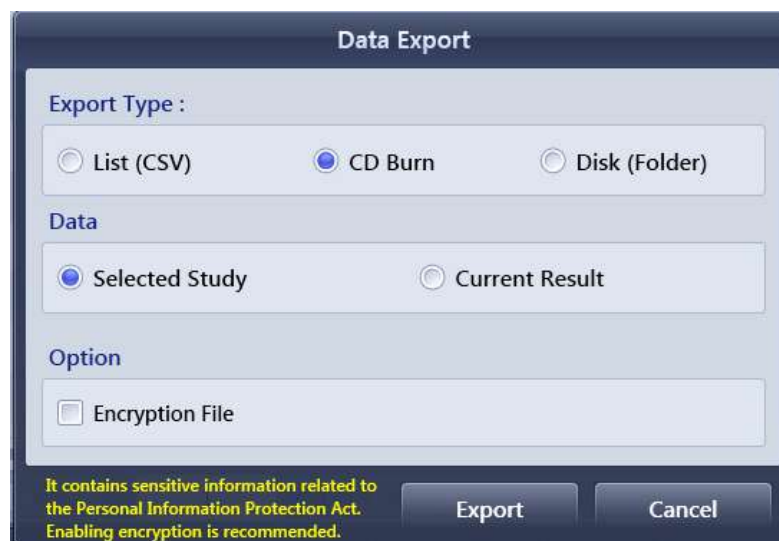 Data Export
Export Type :
List (CSV) CD Burn Disk (Folder)
Data
Selected Study Current Result
Option
Encryption File
It contains sensitive information related to
the Personal Information Protection Act.
Enabling encryption is recommended.
Export Cancel